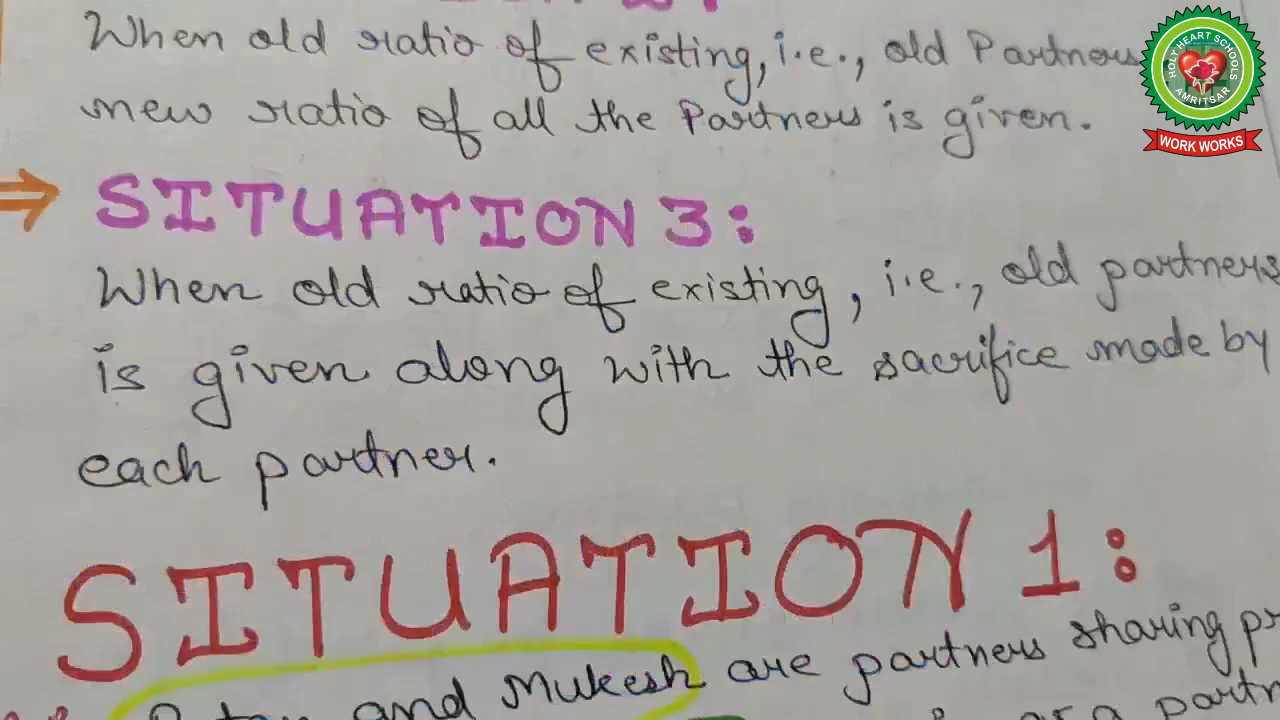 When old ratio of existing, i.e., old Partners
new ratio of all the Partners is given.
SITUATION 3:
When old ratio of existing, i.e., old partners
is given along with the sacrifice made by
each partner.
SITUATION 1:
and Mukesh are partners sharing
HOLY HEART SCHOOLS
AMRITSAR
WORK WORKS